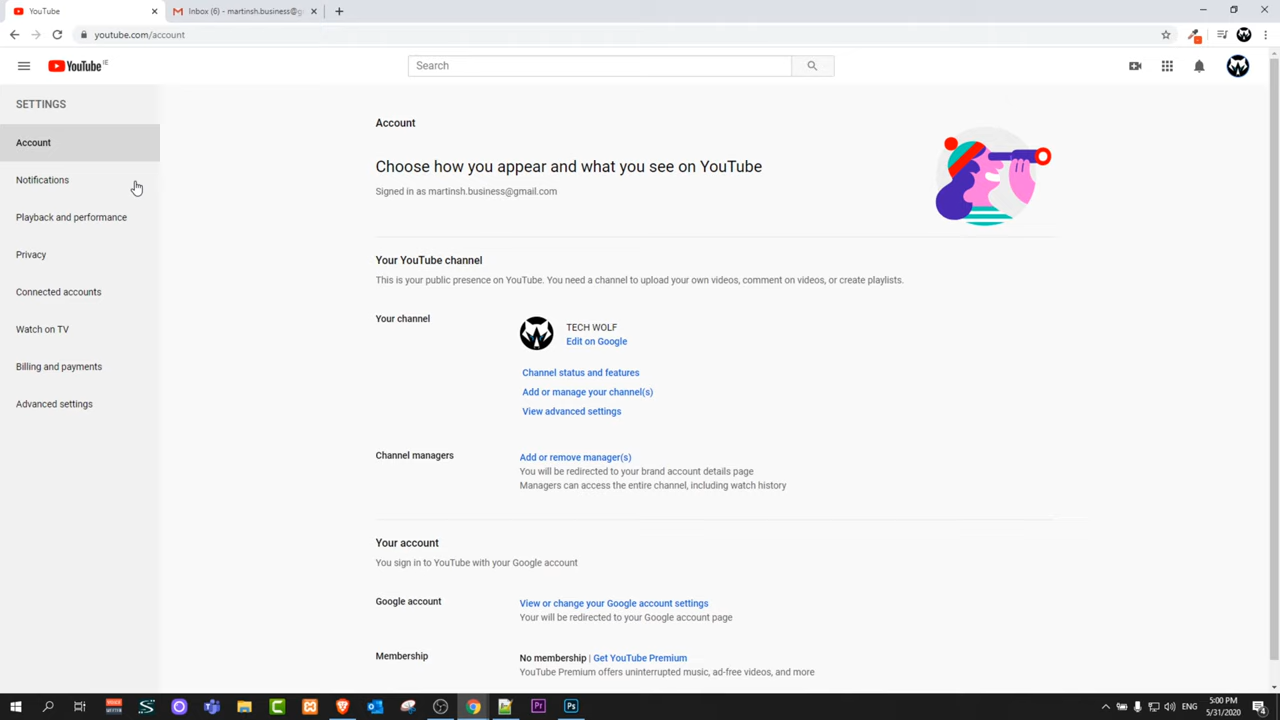 YouTube
Inbox (6) - martinsh.business@g
youtube.com/account
YouTube IE
Search
SETTINGS
Account
Notifications
Playback and performance
Privacy
Connected accounts
Watch on TV
Billing and payments
Advanced settings
Account
Choose how you appear and what you see on YouTube
Signed in as martinsh.business@gmail.com
Your YouTube channel
This is your public presence on YouTube. You need a channel to upload your own videos, comment on videos, or create playlists.
Your channel
TECH WOLF
Edit on Google
Channel status and features
Add or manage your channel(s)
View advanced settings
Channel managers
Add or remove manager(s)
You will be redirected to your brand account details page
Managers can access the entire channel, including watch history
Your account
You sign in to YouTube with your Google account
Google account
View or change your Google account settings
Your will be redirected to your Google account page
Membership
No membership | Get YouTube Premium
YouTube Premium offers uninterrupted music, ad-free videos, and more
Pr
Ps
ENG
5:00 PM
5/31/2020
4